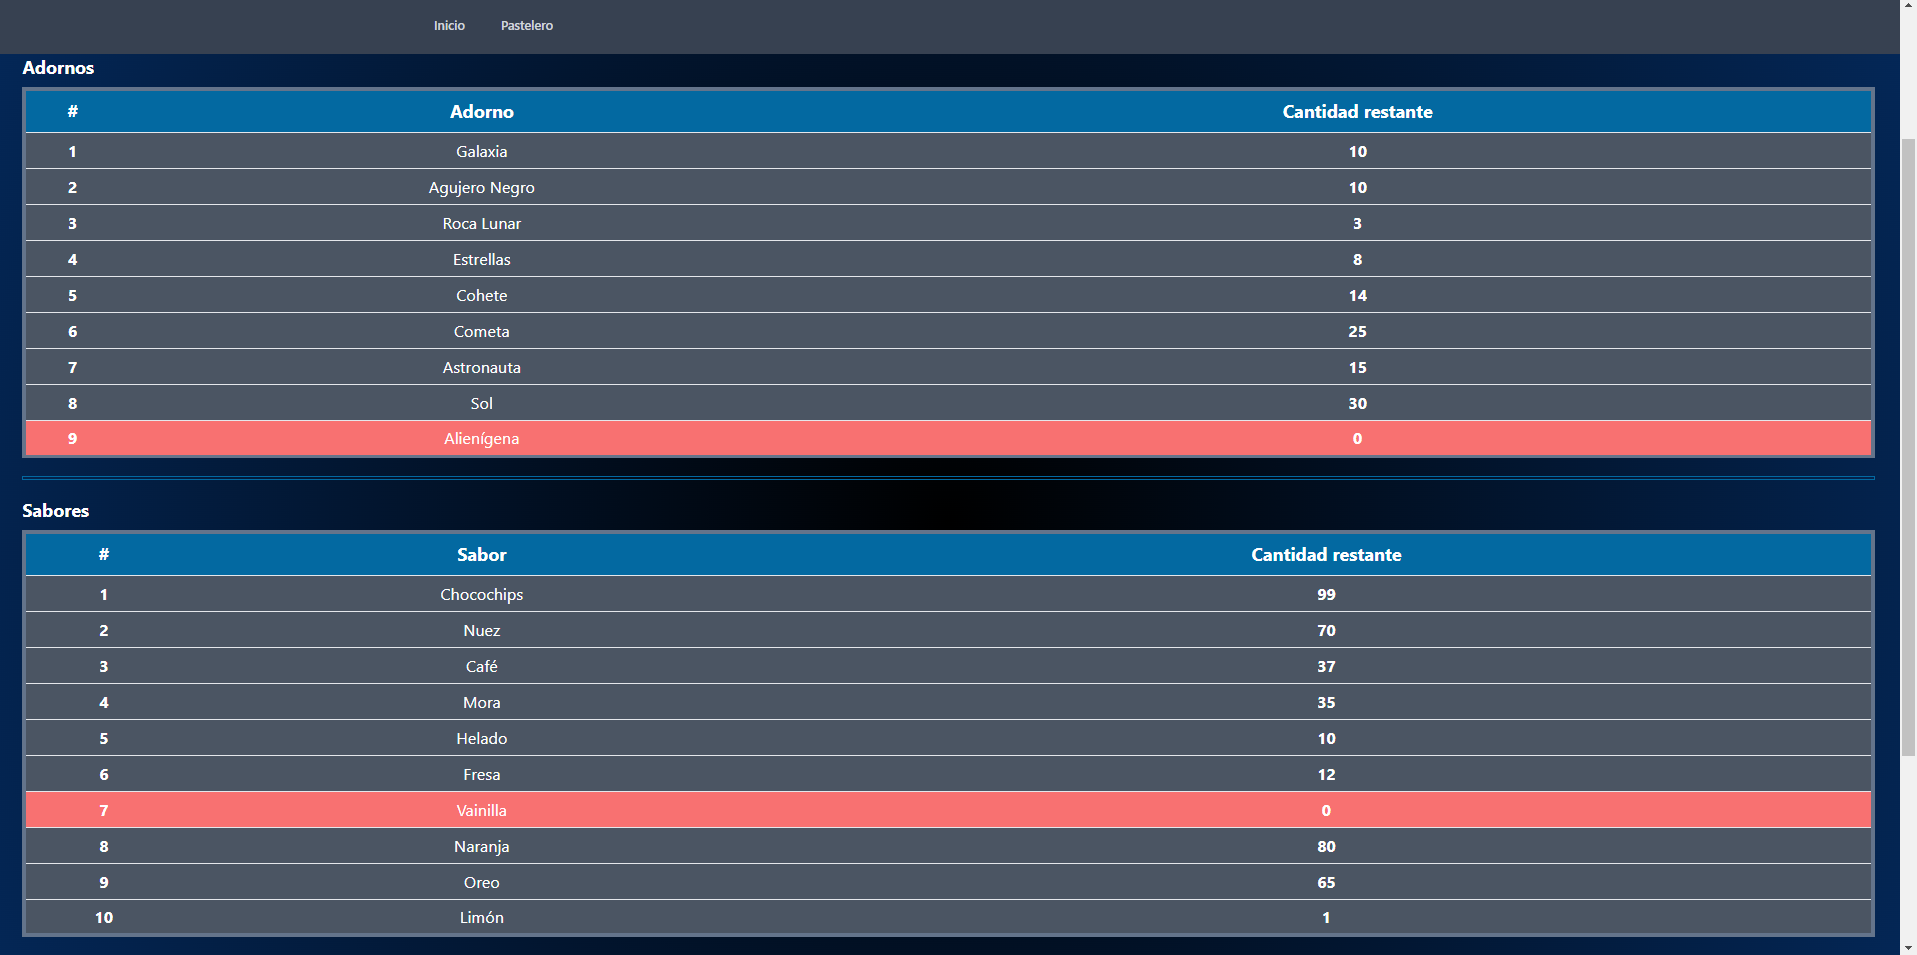 Inicio Pastelero
Adornos
# Adorno Cantidad restante
1 Galaxia 10
2 Agujero Negro 10
3 Roca Lunar 3
4 Estrellas 8
5 Cohete 14
6 Cometa 25
7 Astronauta 15
8 Sol 30
9 Alienígena 0
Sabores
# Sabor Cantidad restante
1 Chocochips 99
2 Nuez 70
3 Café 37
4 Mora 35
5 Helado 10
6 Fresa 12
7 Vainilla 0
8 Naranja 80
9 Oreo 65
10 Limón 1